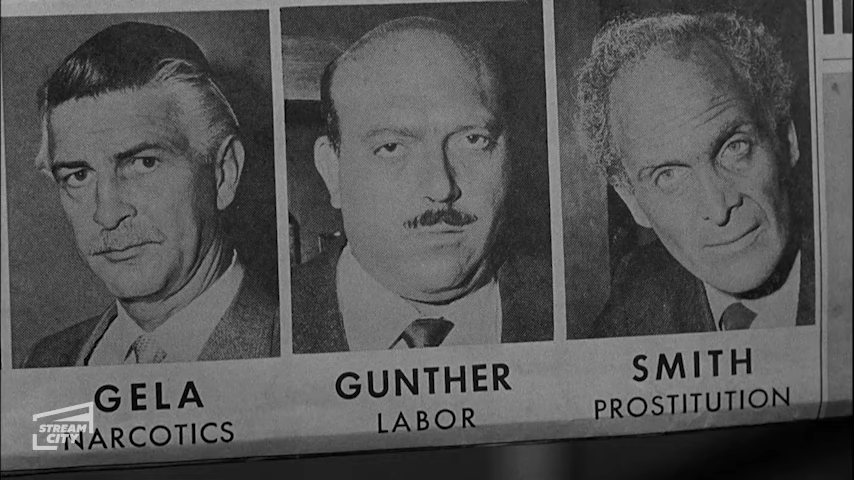 GELA
NARCOTICS
GUNTHER
LABOR
SMITH
PROSTITUTION
STREAM
CITY